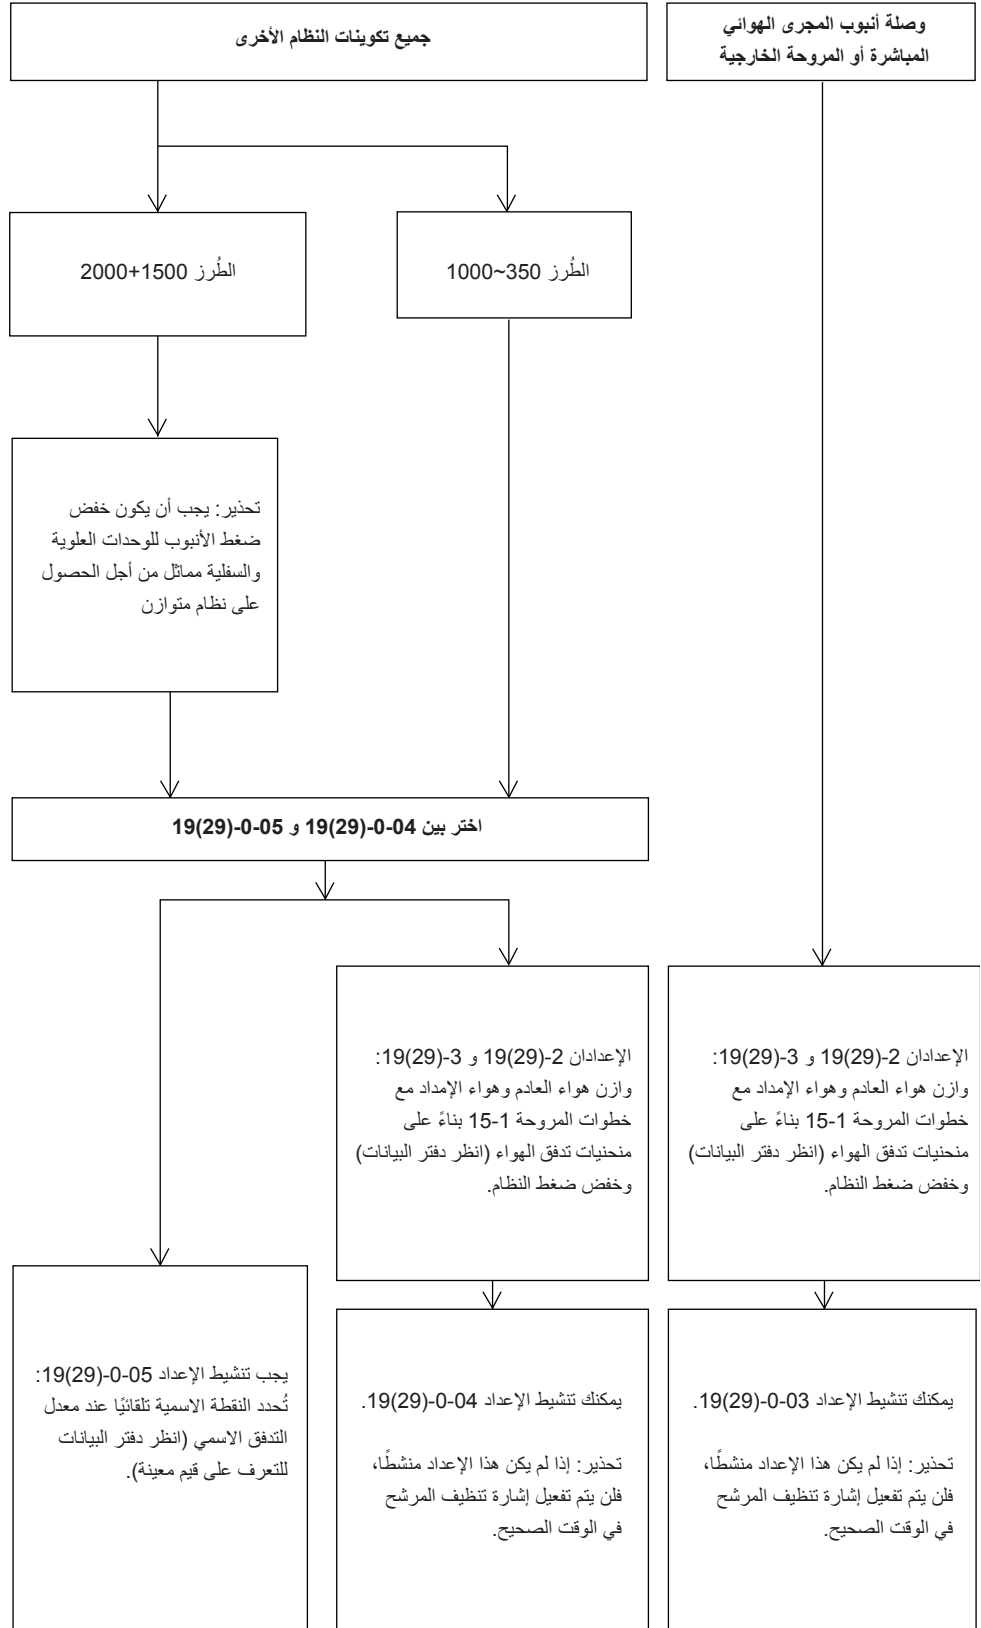 وصلة أنبوب المجرى الهوائي
المباشرة أو المروحة الخارجية
جميع تكوينات النظام الأخرى
الطُرز 350~1000
الطُرز 1500+2000
تحذير: يجب أن يكون خفض
ضغط الأنبوب للوحدات العلوية
والسفلية مماثل من أجل الحصول
على نظام متوازن
اختر بين 19(29)-0-04 و 19(29)-0-05
الإعدادان 19(29)-2 و 19(29)-3:
وازن هواء العادم وهواء الإمداد مع
خطوات المروحة 1-15 بناءً على
منحنيات تدفق الهواء (انظر دفتر البيانات)
وخفض ضغط النظام.
الإعدادان 19(29)-2 و 19(29)-3:
وازن هواء العادم وهواء الإمداد مع
خطوات المروحة 1-15 بناءً على
منحنيات تدفق الهواء (انظر دفتر البيانات)
وخفض ضغط النظام.
يمكنك تنشيط الإعداد 19(29)-0-03.
تحذير: إذا لم يكن هذا الإعداد منشطًا،
فلن يتم تفعيل إشارة تنظيف المرشح
في الوقت الصحيح.
يمكنك تنشيط الإعداد 19(29)-0-04.
تحذير: إذا لم يكن هذا الإعداد منشطًا،
فلن يتم تفعيل إشارة تنظيف المرشح
في الوقت الصحيح.
يجب تنشيط الإعداد 19(29)-0-05:
تُحدد النقطة الاسمية تلقائيًا عند معدل
التدفق الاسمي (انظر دفتر البيانات
للتعرف على قيم معينة).